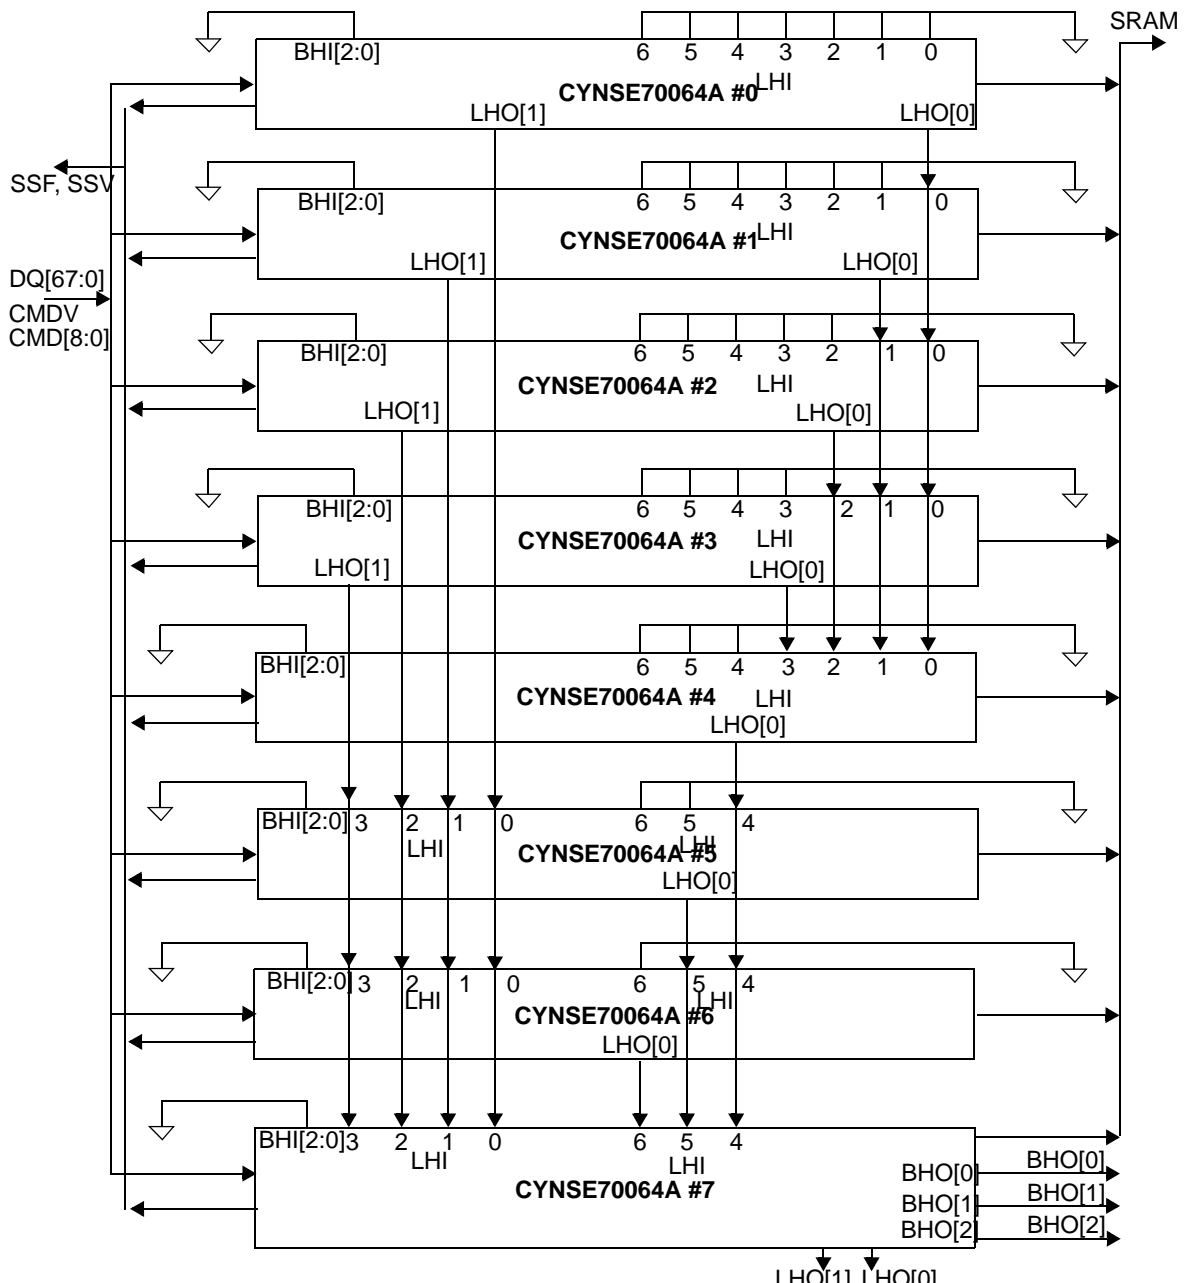 SRAM
BHI[2:0] 6 5 4 3 2 1 0
LHI
CYNSE70064A #0
LHO[1] LHO[0]
SSF, SSV
BHI[2:0] 6 5 4 3 2 1 0
LHI
CYNSE70064A #1
LHO[1] LHO[0]
DQ[67:0]
CMDV
CMD[8:0]
BHI[2:0] 6 5 4 3 2 1 0
CYNSE70064A #2 LHI
LHO[1] LHO[0]
BHI[2:0] 6 5 4 3 2 1 0
CYNSE70064A #3 LHI
LHO[1] LHO[0]
BHI[2:0] 6 5 4 3 2 1 0
CYNSE70064A #4 LHI
LHO[0]
BHI[2:0] 3 2 1 0 6 5 4
LHI CYNSE70064A #5 LHI
LHO[0]
BHI[2:0] 3 2 1 0 6 5 4
LHI CYNSE70064A #6 LHI
LHO[0]
BHI[2:0] 3 2 1 0 6 5 4
LHI LHI
CYNSE70064A #7
BHO[0] BHO[0]
BHO[1] BHO[1]
BHO[2] BHO[2]
LHO[1] LHO[0]